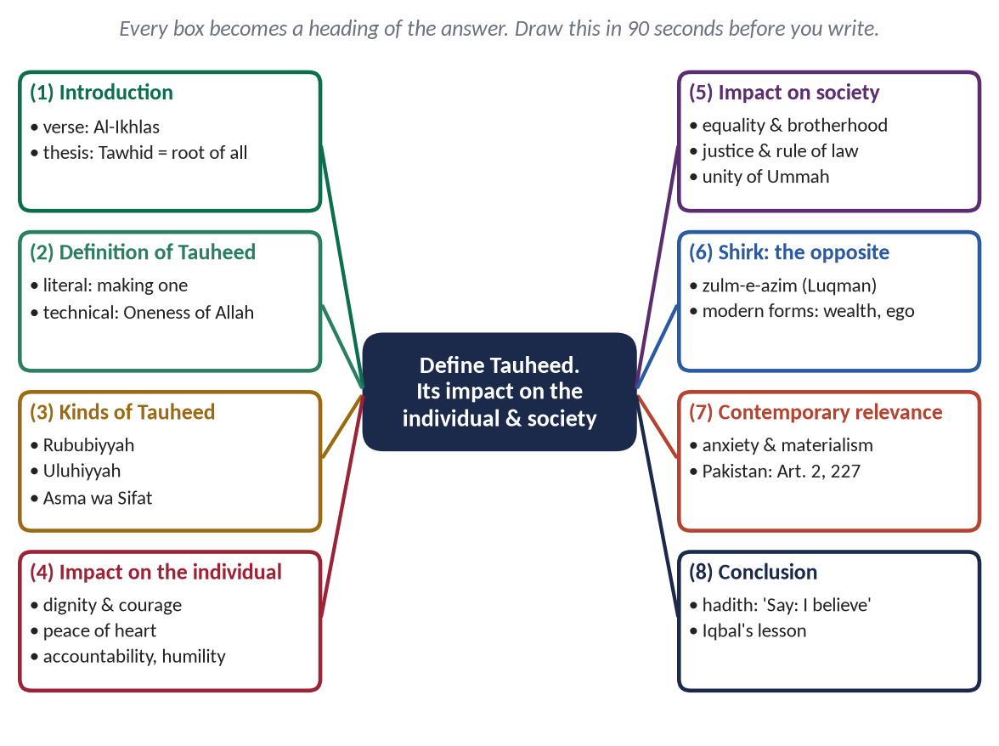 Every box becomes a heading of the answer. Draw this in 90 seconds before you write.
(1) Introduction
• verse: Al-Ikhlas
• thesis: Tawhid = root of all
(2) Definition of Tauheed
• literal: making one
• technical: Oneness of Allah
(3) Kinds of Tauheed
• Rububiyyah
• Uluhiyyah
• Asma wa Sifat
(4) Impact on the individual
• dignity & courage
• peace of heart
• accountability, humility
Define Tauheed.
Its impact on the
individual & society
(5) Impact on society
• equality & brotherhood
• justice & rule of law
• unity of Ummah
(6) Shirk: the opposite
• zulm-e-azim (Luqman)
• modern forms: wealth, ego
(7) Contemporary relevance
• anxiety & materialism
• Pakistan: Art. 2, 227
(8) Conclusion
• hadith: 'Say: I believe'
• Iqbal's lesson